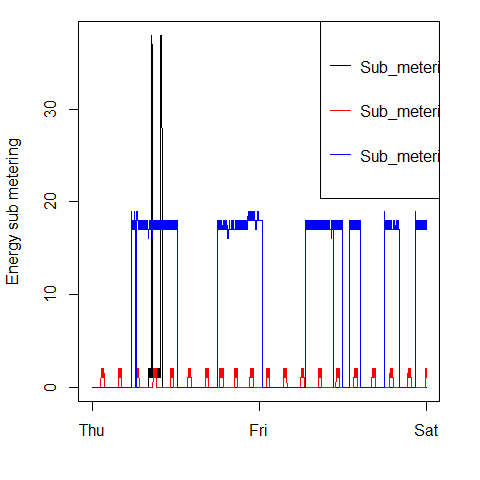 Energy sub metering
30
20
10
0
Sub_meteri
Sub_meteri
Sub_meteri
Thu
Fri
Sat